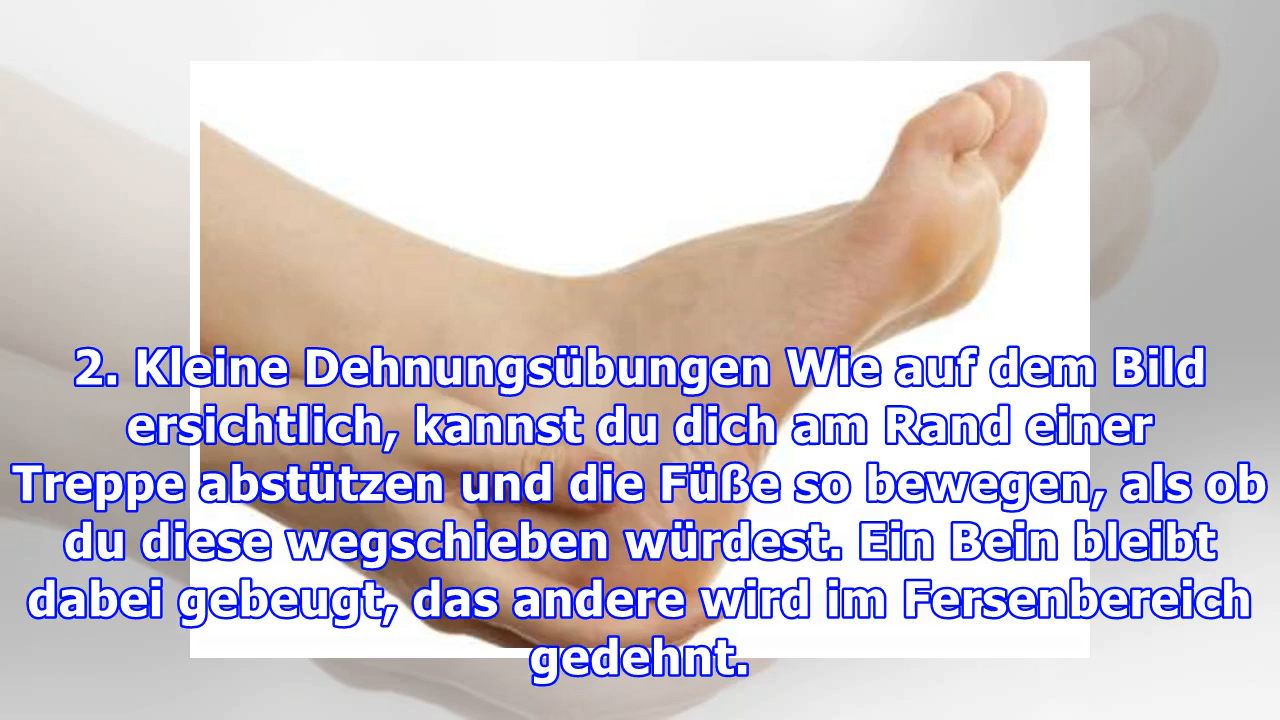 2. Kleine Dehnungsübungen Wie auf dem Bild
ersichtlich, kannst du dich am Rand einer
Treppe abstützen und die Füße so bewegen, als ob
du diese wegschieben würdest. Ein Bein bleibt
dabei gebeugt, das andere wird im Fersenbereich
gedehnt.